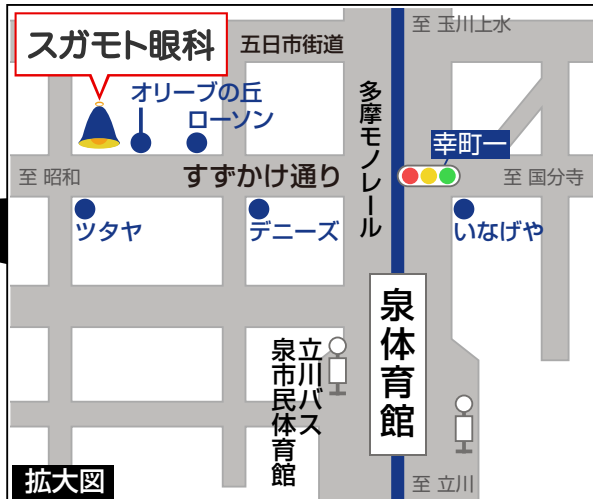 至 玉川上水
スガモト眼科
五日市街道
オリーブの丘
ローソン
多摩モノレール
幸町一
至 昭和
すずかけ通り
至 国分寺
ツタヤ
デニーズ
いなげや
泉体育館
立川バス
泉市民体育館
拡大図
至 立川